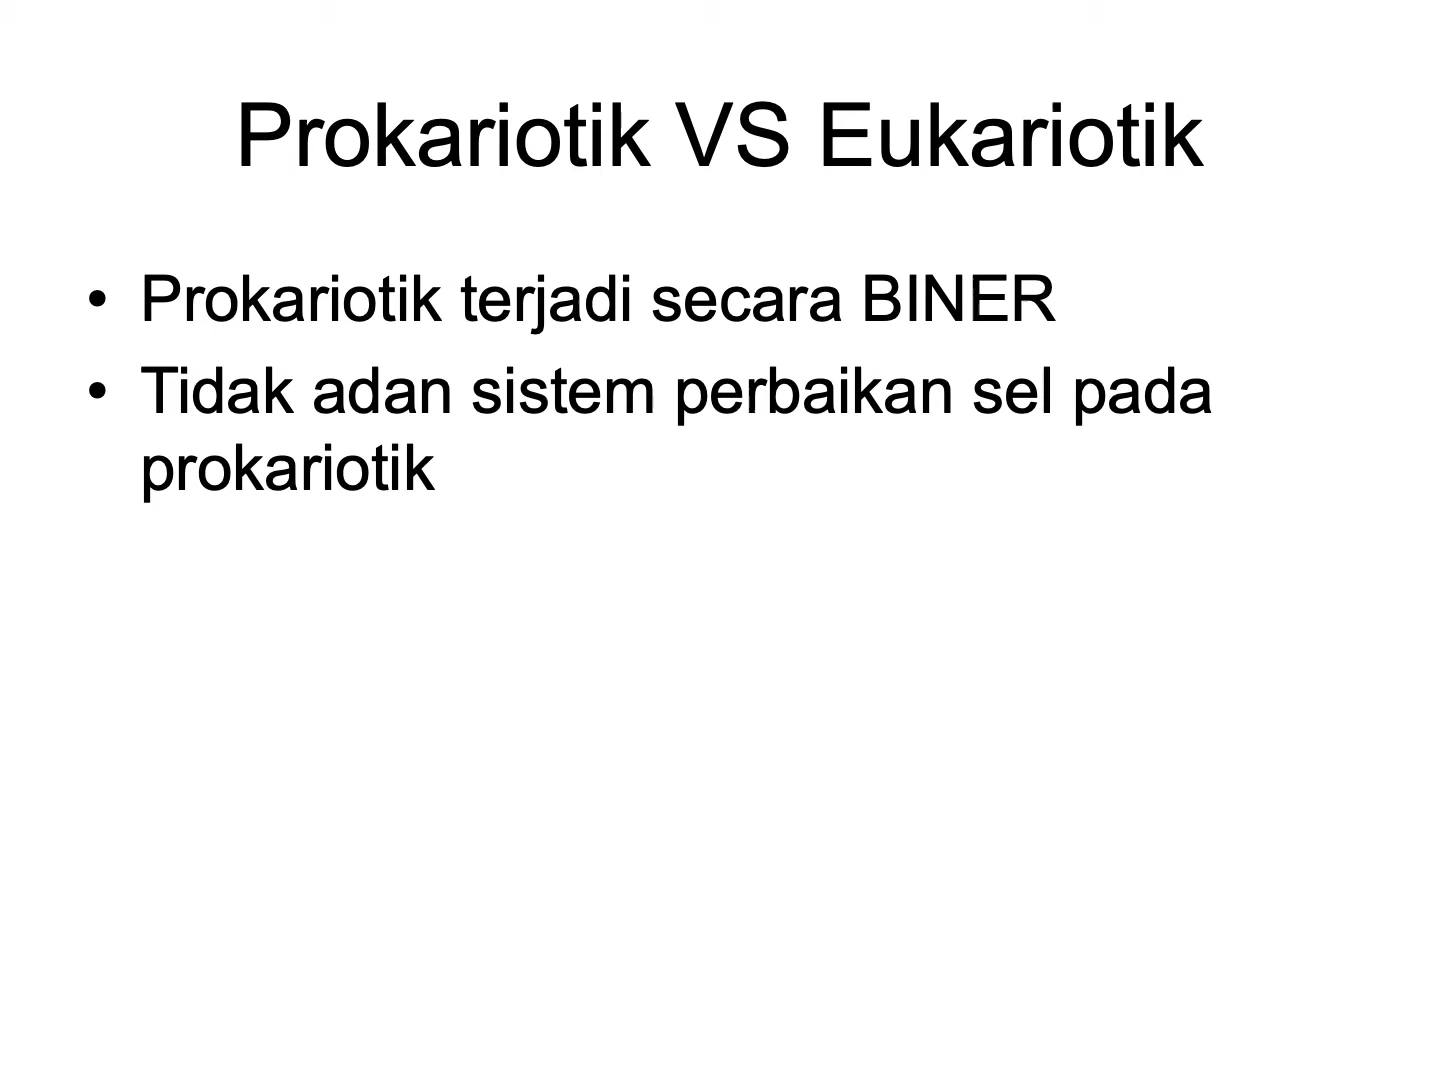 Prokariotik VS Eukariotik
• Prokariotik terjadi secara BINER
• Tidak adan sistem perbaikan sel pada
prokariotik